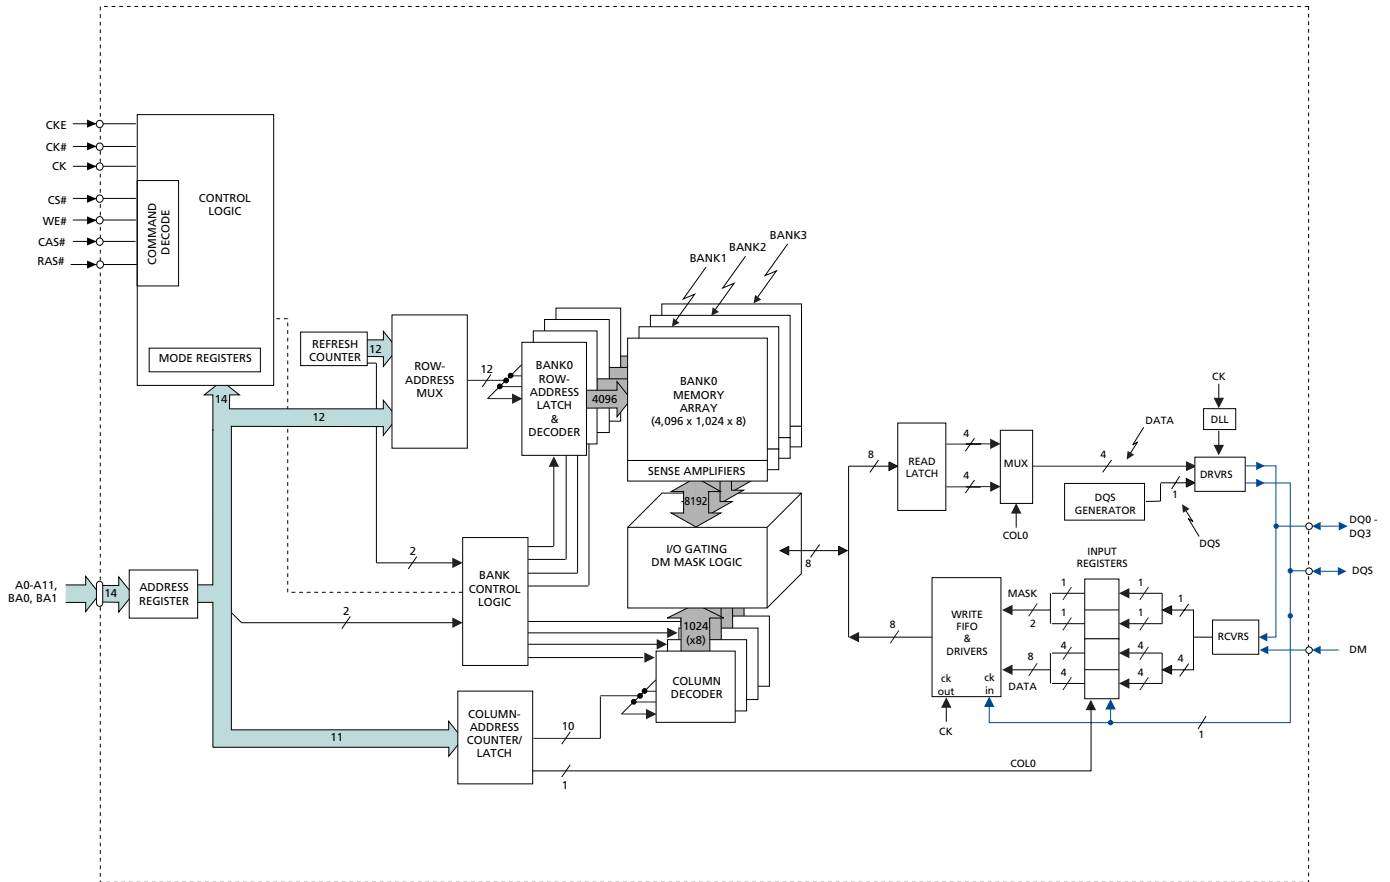 CKE
CK#
CK
CS#
WE#
CAS#
RAS#
COMMAND
DECODE
CONTROL
LOGIC
MODE REGISTERS
14
REFRESH
COUNTER
12
12
ROW-
ADDRESS
MUX
12
BANK0
ROW-
ADDRESS
LATCH
&
DECODER
4096
BANK1
BANK2
BANK3
BANK0
MEMORY
ARRAY
(4,096 x 1,024 x 8)
SENSE AMPLIFIERS
8192
I/O GATING
DM MASK LOGIC
8
2
BANK
CONTROL
LOGIC
2
A0-A11,
BA0, BA1
14
ADDRESS
REGISTER
11
COLUMN-
ADDRESS
COUNTER/
LATCH
10
1
COL0
1024
(x8)
COLUMN
DECODER
8
READ
LATCH
4
4
MUX
COL0
4
DATA
DQS
GENERATOR
1
DQS
CK
DLL
DRVRS
DQ0 -
DQ3
DQS
DM
INPUT
REGISTERS
8
WRITE
FIFO
&
DRIVERS
ck
out
ck
in
CK
MASK
2
8
DATA
1
1
4
4
1
1
4
4
1
4
RCVRS
1